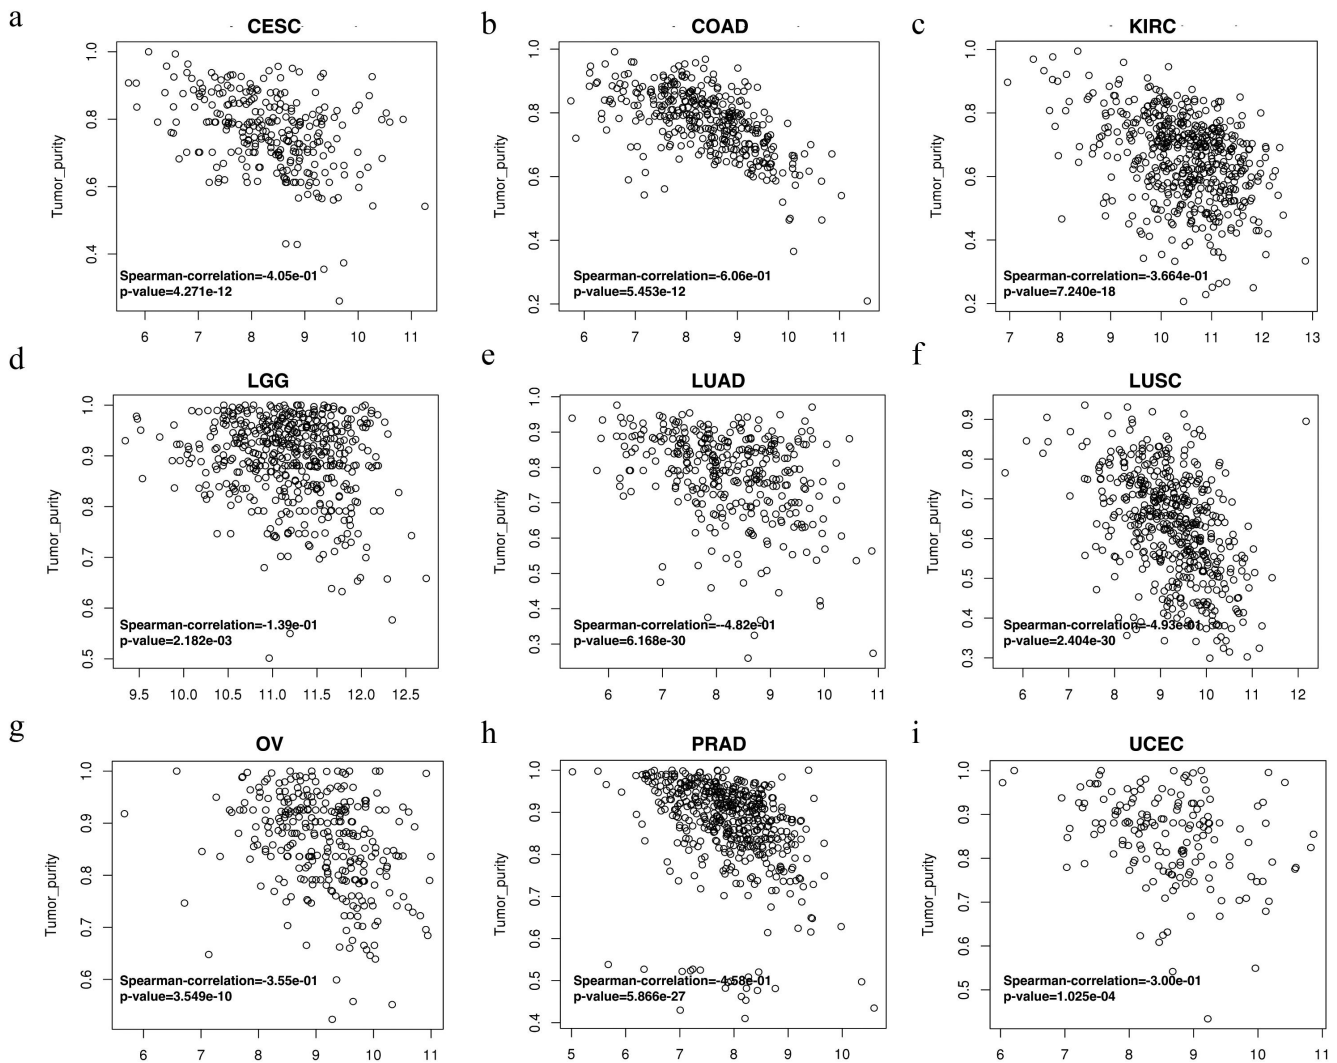 a
CESC
Tumor_purity
1.0
0.8
0.6
0.4
Spearman-correlation=-4.05e-01
p-value=4.271e-12
6 7 8 9 10 11
b
COAD
Tumor_purity
1.0
0.8
0.6
0.4
0.2
Spearman-correlation=-6.06e-01
p-value=5.453e-12
6 7 8 9 10 11
c
KIRC
Tumor_purity
1.0
0.8
0.6
0.4
0.2
Spearman-correlation=-3.664e-01
p-value=7.240e-18
7 8 9 10 11 12 13
d
LGG
Tumor_purity
1.0
0.9
0.8
0.7
0.6
0.5
Spearman-correlation=-1.39e-01
p-value=2.182e-03
9.5 10.0 10.5 11.0 11.5 12.0 12.5
e
LUAD
Tumor_purity
1.0
0.9
0.8
0.7
0.6
0.5
0.4
0.3
Spearman-correlation=--4.82e-01
p-value=6.168e-30
6 7 8 9 10 11
f
LUSC
Tumor_purity
0.9
0.8
0.7
0.6
0.5
0.4
0.3
Spearman-correlation=-4.93e-01
p-value=2.404e-30
6 7 8 9 10 11 12
g
OV
Tumor_purity
1.0
0.9
0.8
0.7
0.6
Spearman-correlation=-3.55e-01
p-value=3.549e-10
6 7 8 9 10 11
h
PRAD
Tumor_purity
1.0
0.9
0.8
0.7
0.6
0.5
0.4
Spearman-correlation=-4.58e-01
p-value=5.866e-27
5 6 7 8 9 10
i
UCEC
Tumor_purity
1.0
0.9
0.8
0.7
0.6
0.5
Spearman-correlation=-3.00e-01
p-value=1.025e-04
6 7 8 9 10 11